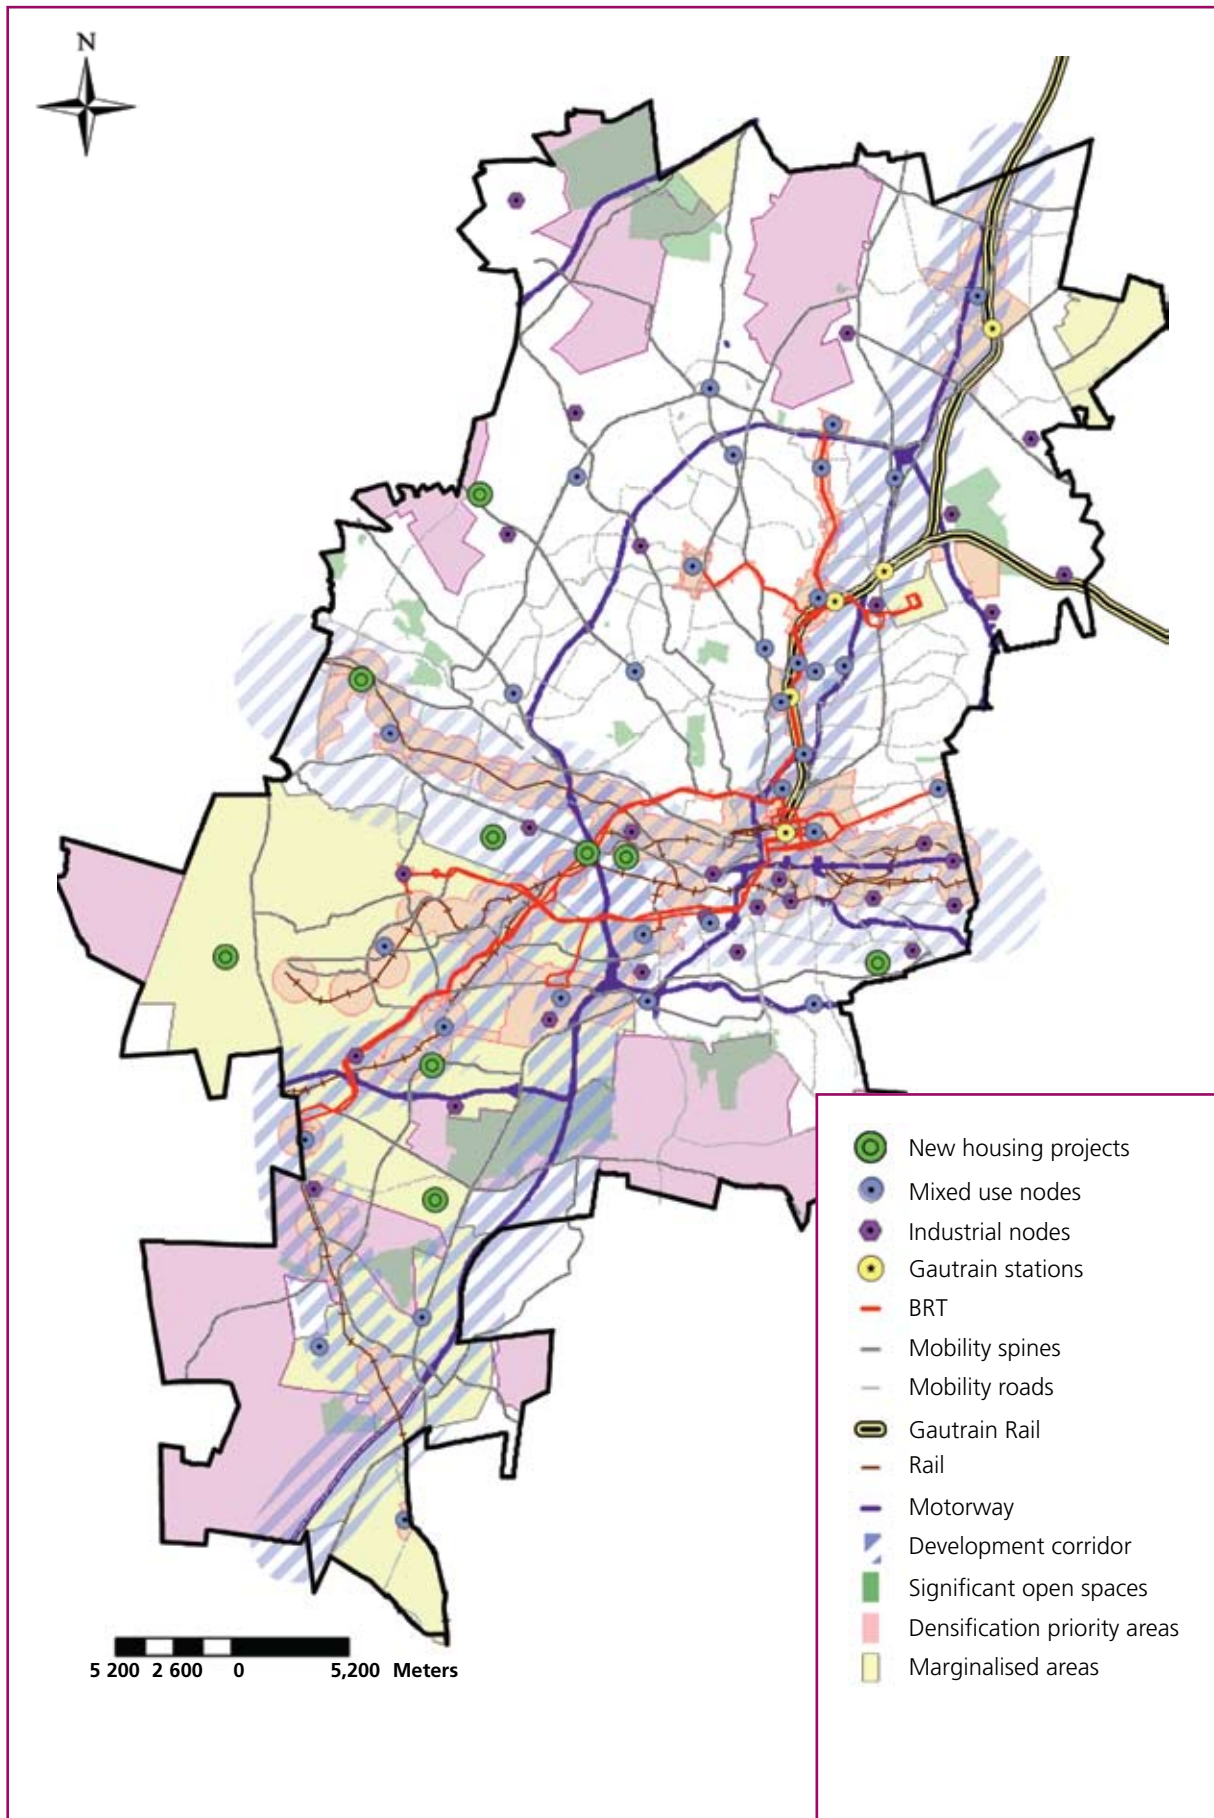 N
New housing projects
Mixed use nodes
Industrial nodes
Gautrain stations
BRT
Mobility spines
Mobility roads
Gautrain Rail
Rail
Motorway
Development corridor
Significant open spaces
Densification priority areas
Marginalised areas
5 200 2 600 0 5,200 Meters